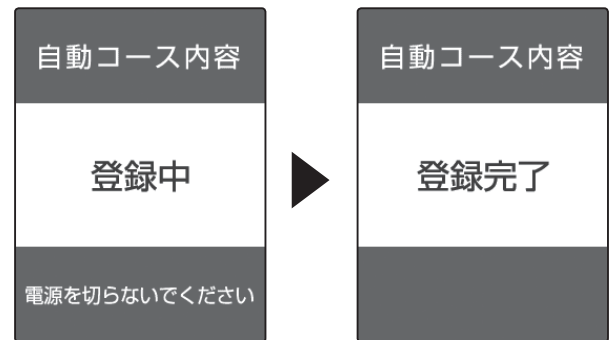 自動コース内容
登録中
電源を切らないでください
自動コース内容
登録完了